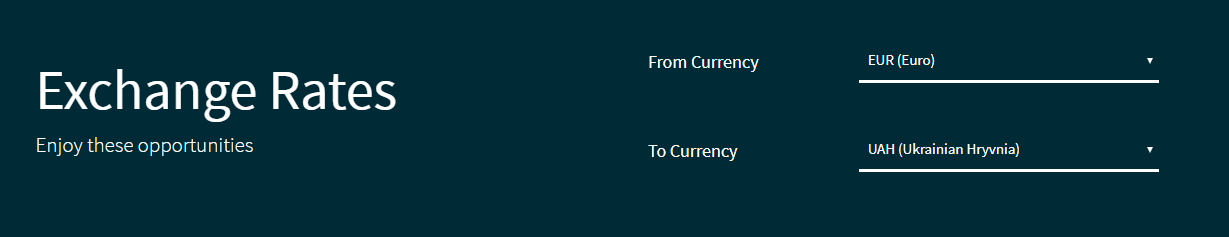 Exchange Rates
Enjoy these opportunities
From Currency
EUR (Euro)
To Currency
UAH (Ukrainian Hryvnia)